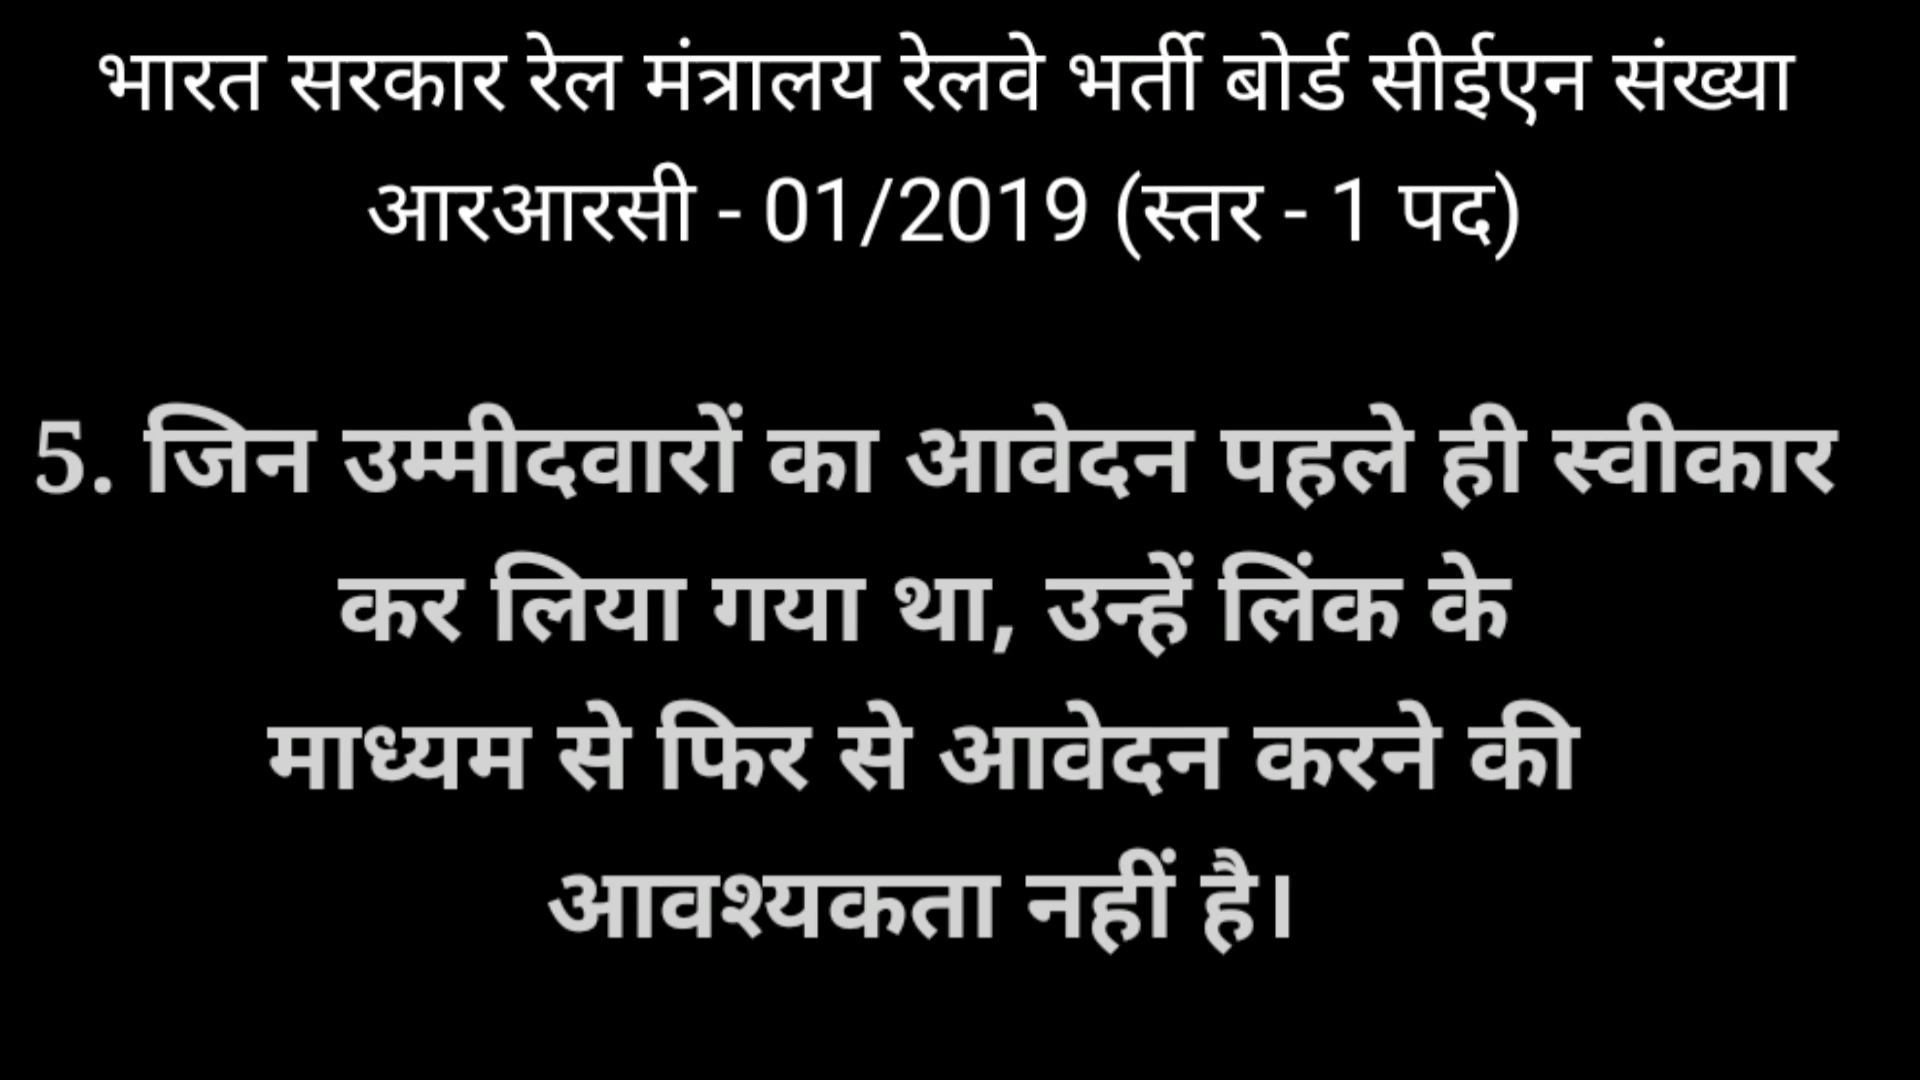 भारत सरकार रेल मंत्रालय रेलवे भर्ती बोर्ड सीईएन संख्या
आरआरसी - 01/2019 (स्तर - 1 पद)
5. जिन उम्मीदवारों का आवेदन पहले ही स्वीकार
कर लिया गया था, उन्हें लिंक के
माध्यम से फिर से आवेदन करने की
आवश्यकता नहीं है।